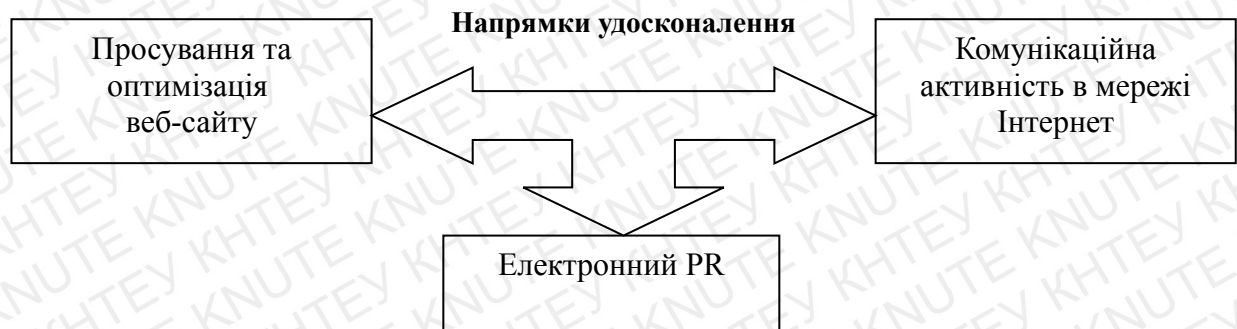 Напрямки удосконалення
Просування та
оптимізація
веб-сайту
Комунікаційна
активність в мережі
Інтернет
Електронний PR